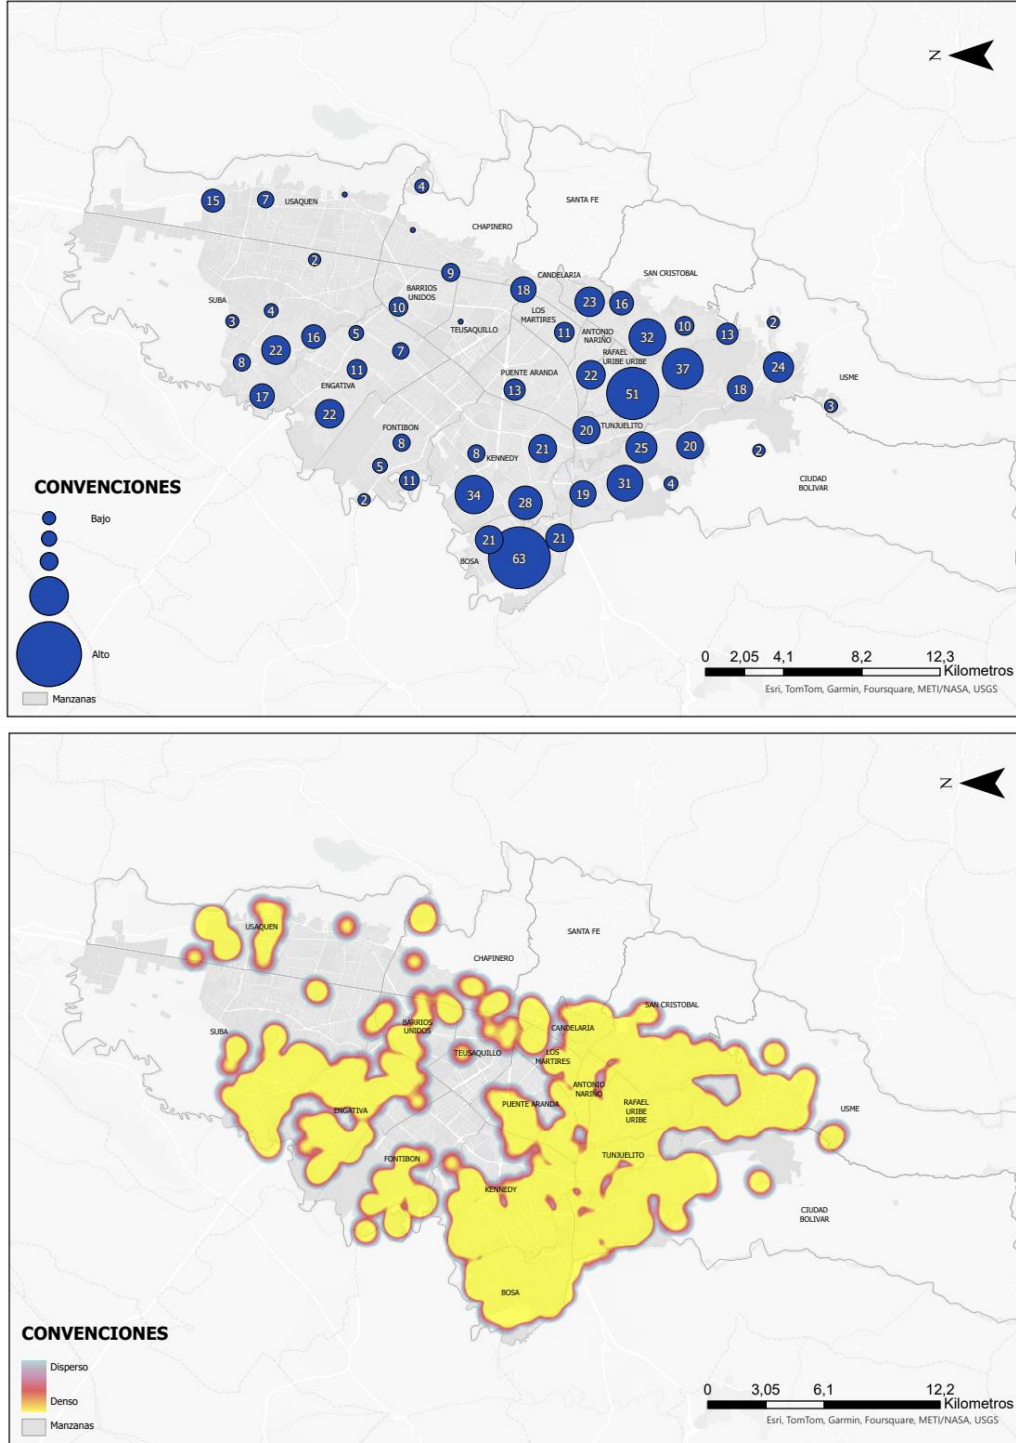 N
4
15
7
USAQUEN
SANTA FE
CHAPINERO
2
9
CANDELARIA
SAN CRISTOBAL
BARRIOS
UNIDOS
18
23
16
SUBA
4
10
LOS
MARTIRES
3
TEUSAQUILLO
11
ANTONIO
NARIÑO
32
10
13
2
16
5
22
7
RAFAEL
URIBE URIBE
8
11
PUENTE ARANDA
22
37
24
USME
ENGATIVA
13
51
18
17
3
22
FONTIBON
20
TUNJUELITO
8
8
21
25
20
2
KENNEDY
5
11
CIUDAD
BOLIVAR
2
34
28
19
31
4
21
21
BOSA
63
CONVENCIONES
Bajo
Alto
Manzanas
0 2,05 4,1 8,2 12,3
Kilometros
Esri, TomTom, Garmin, Foursquare, METI/NASA, USGS
N
USAQUEN
SANTA FE
CHAPINERO
SAN CRISTOBAL
SUBA
BARRIOS
UNIDOS
CANDELARIA
TEUSAQUILLO
LOS
MARTIRES
ANTONIO
NARIÑO
ENGATIVA
PUENTE ARANDA
RAFAEL
URIBE
URIBE
USME
FONTIBON
TUNJUELITO
KENNEDY
CIUDAD
BOLIVAR
BOSA
CONVENCIONES
Disperso
Denso
Manzanas
0 3,05 6,1 12,2
Kilometros
Esri, TomTom, Garmin, Foursquare, METI/NASA, USGS